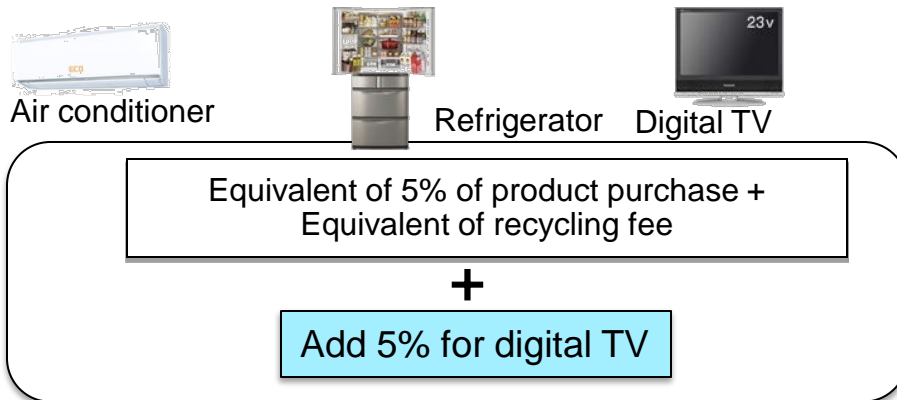 23v
ECO
Air conditioner
Refrigerator
Digital TV
Equivalent of 5% of product purchase +
Equivalent of recycling fee
+
Add 5% for digital TV